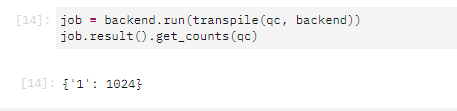 [14]: job = backend.run(transpile(qc, backend))
job.result().get_counts(qc)
[14]: {'1': 1024}